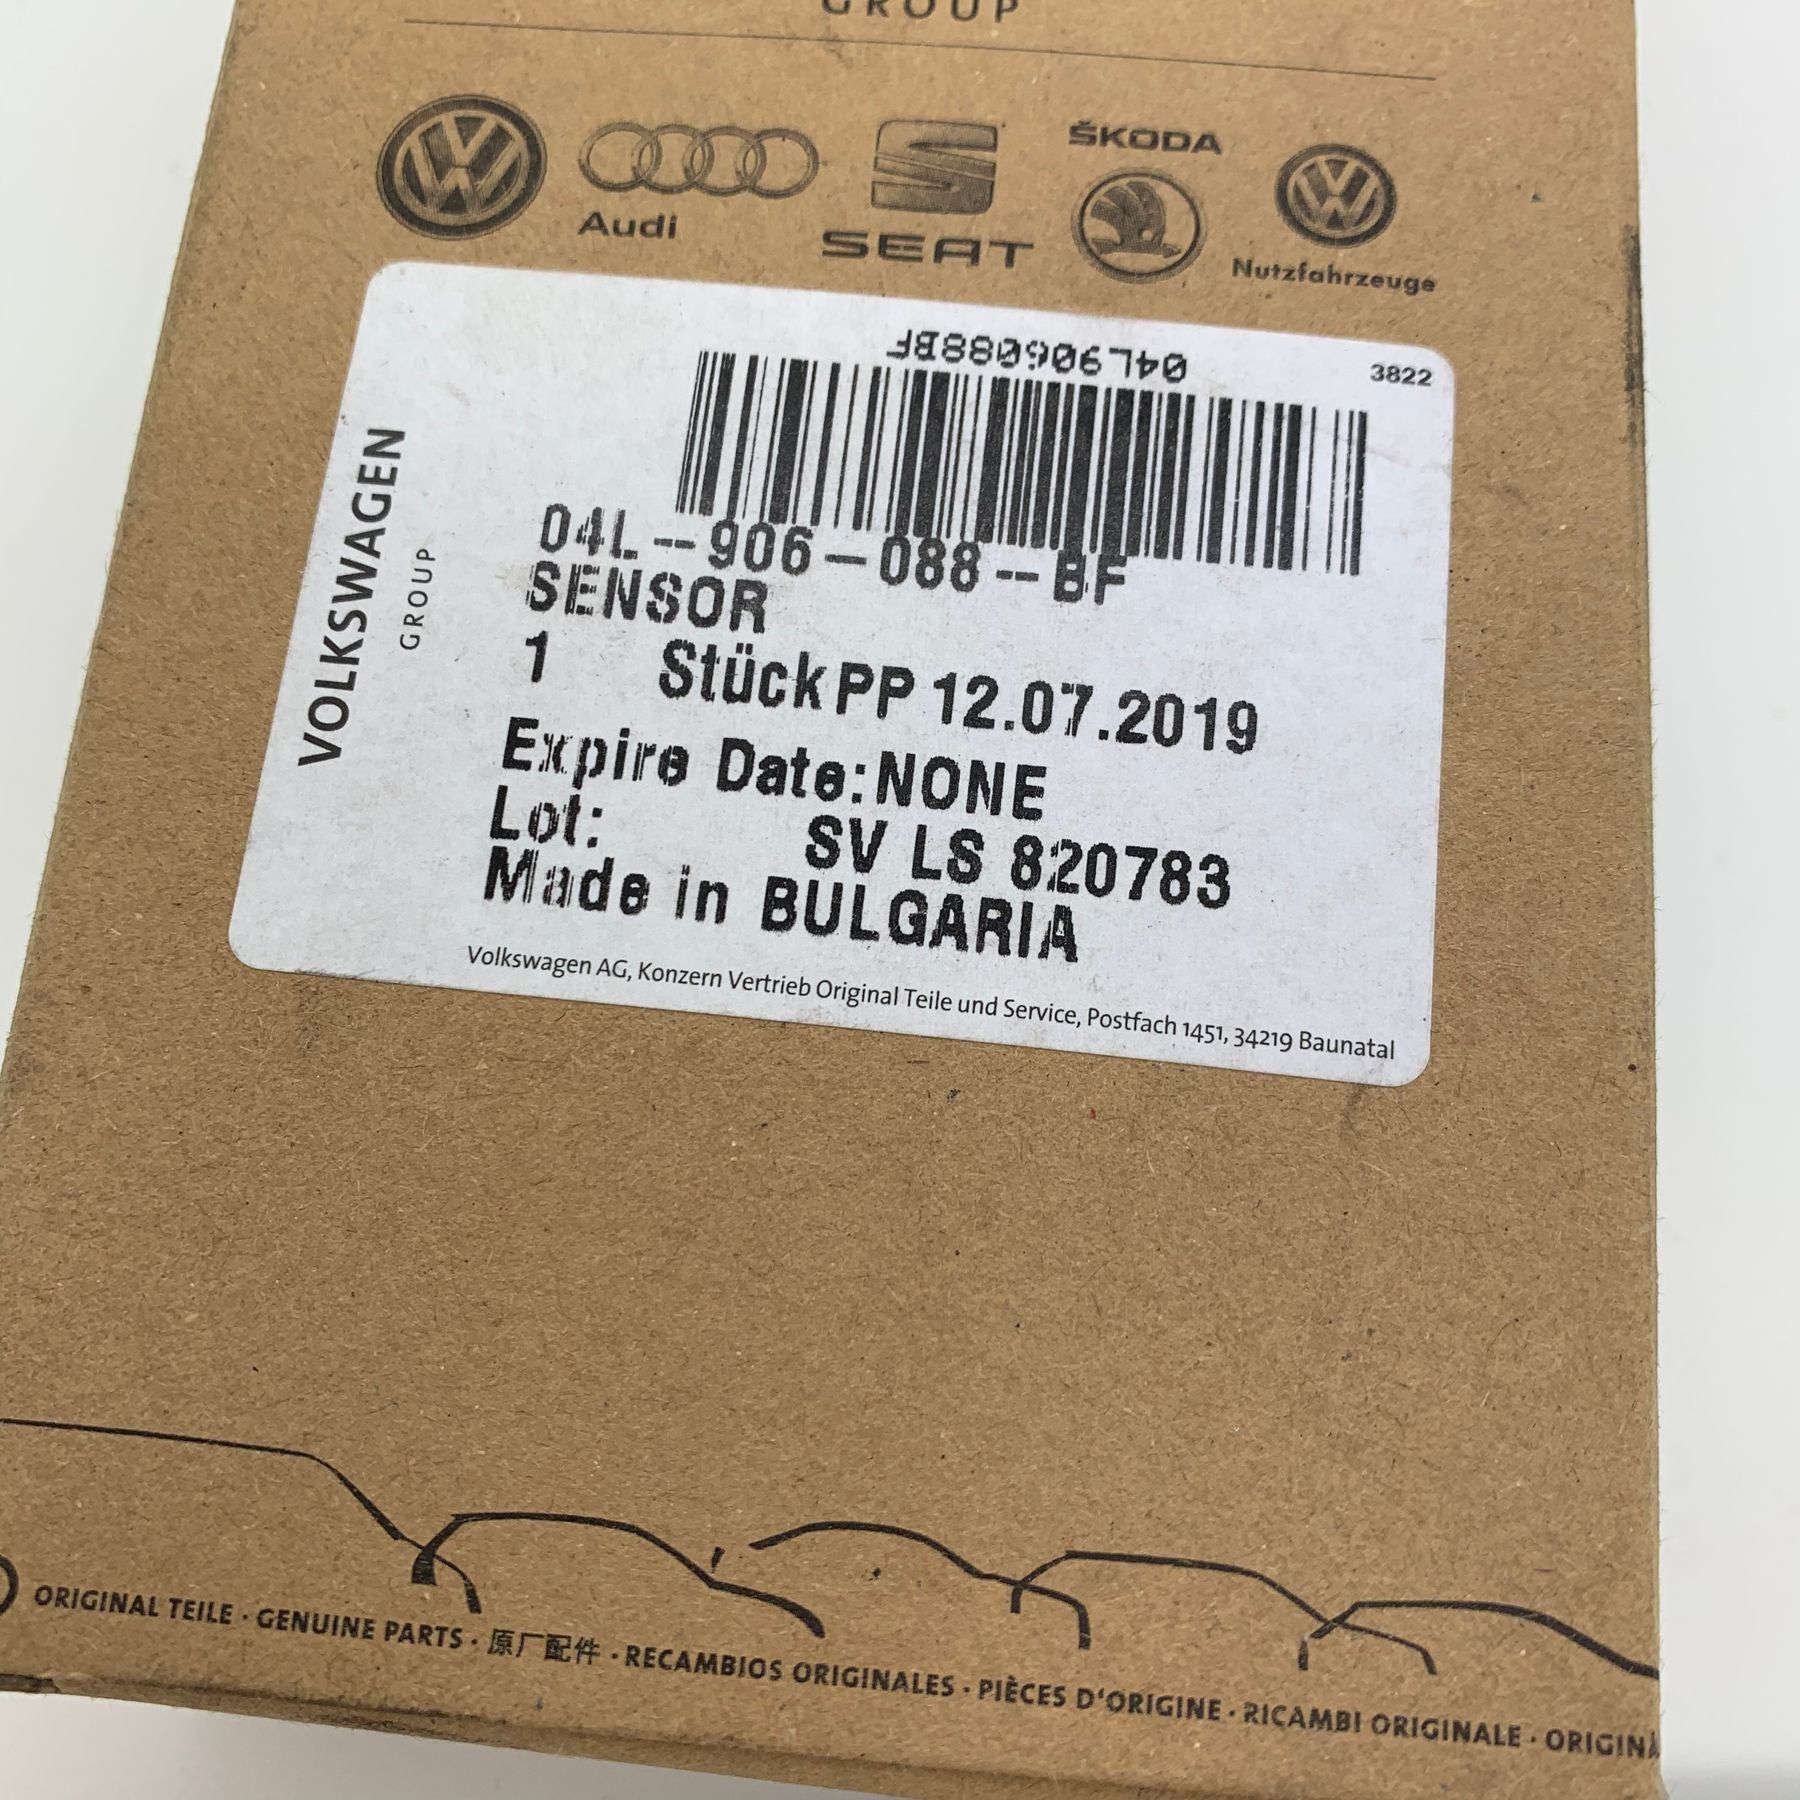 GROUP
Audi
SEAT
ŠKODA
Nutzfahrzeuge
04L906088BF
3822
VOLKSWAGEN
GROUP
04L--906-088--BF
SENSOR
1 Stück PP 12.07.2019
Expire Date:NONE
Lot: SV LS 820783
Made in BULGARIA
Volkswagen AG, Konzern Vertrieb Original Teile und Service, Postfach 1451, 34219 Baunatal
ORIGINAL TEILE · GENUINE PARTS · 原厂配件 · RECAMBIOS ORIGINALES · PIÈCES D'ORIGINE · RICAMBI ORIGINALE · ORIGINA